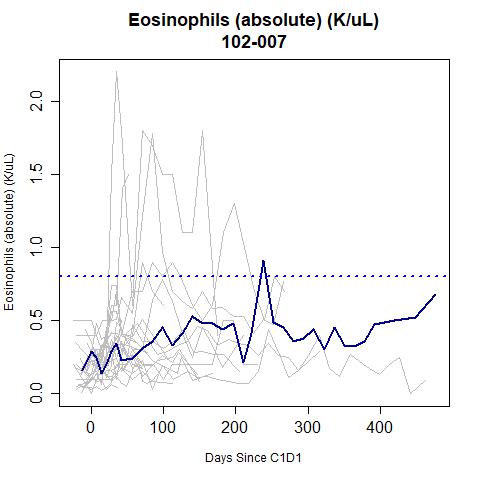 Eosinophils (absolute) (K/uL)
102-007
Eosinophils (absolute) (K/uL)
2.0
1.5
1.0
0.5
0.0
0 100 200 300 400
Days Since C1D1